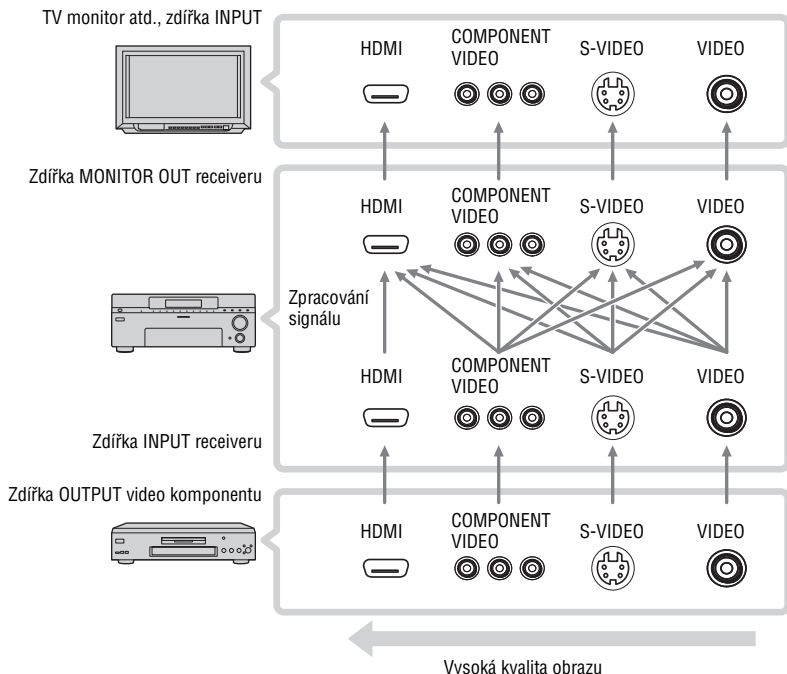 TV monitor atd., zdířka INPUT
HDMI
COMPONENT
VIDEO
S-VIDEO
VIDEO
Zdířka MONITOR OUT receiveru
HDMI
COMPONENT
VIDEO
S-VIDEO
VIDEO
Zpracování
signálu
HDMI
COMPONENT
VIDEO
S-VIDEO
VIDEO
Zdířka INPUT receiveru
Zdířka OUTPUT video komponentu
HDMI
COMPONENT
VIDEO
S-VIDEO
VIDEO
Vysoká kvalita obrazu